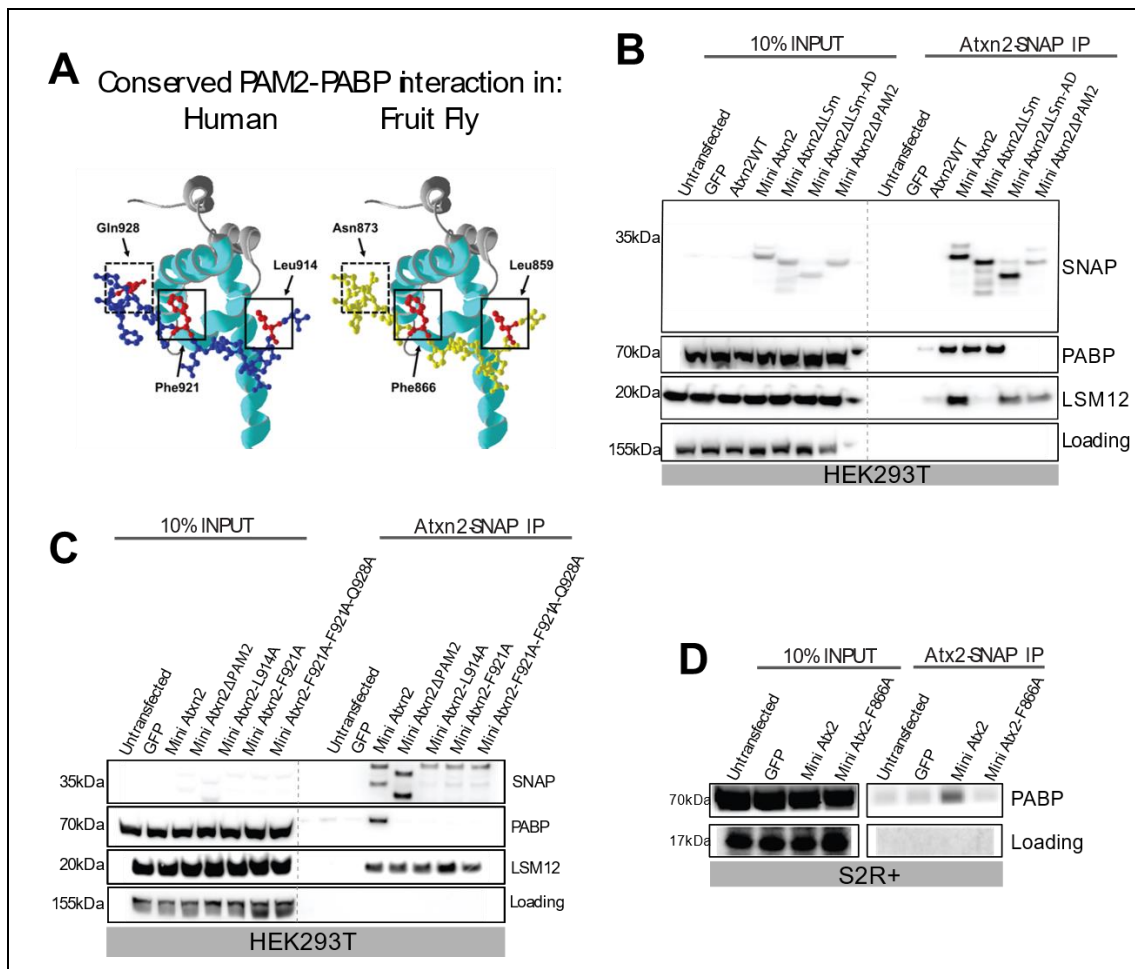 A
Conserved PAM2-PABP interaction in:
Human
Fruit Fly
Gln928
Leu914
Phe921
Asn873
Leu859
Phe866
B
10% INPUT
Atxn2-SNAP IP
Untransfected
GFP
Atxn2WT
Mini Atxn2
Mini Atxn2ΔLSm
Mini Atxn2ΔLSm-AD
Mini Atxn2ΔPAM2
Untransfected
GFP
Atxn2WT
Mini Atxn2
Mini Atxn2ΔLSm
Mini Atxn2ΔLSm-AD
Mini Atxn2ΔPAM2
35kDa
SNAP
70kDa
PABP
20kDa
LSM12
155kDa
Loading
HEK293T
C
10% INPUT
Atxn2-SNAP IP
Untransfected
GFP
Mini Atxn2
Mini Atxn2ΔPAM2
Mini Atxn2-L914A
Mini Atxn2-F921A
Mini Atxn2-F921A-F921A-Q928A
Untransfected
GFP
Mini Atxn2
Mini Atxn2ΔPAM2
Mini Atxn2-L914A
Mini Atxn2-F921A
Mini Atxn2-F921A-F921A-Q928A
35kDa
SNAP
70kDa
PABP
20kDa
LSM12
155kDa
Loading
HEK293T
D
10% INPUT
Atx2-SNAP IP
Untransfected
GFP
Mini Atx2
Mini Atx2-F866A
Untransfected
GFP
Mini Atx2
Mini Atx2-F866A
70kDa
PABP
17kDa
Loading
S2R+